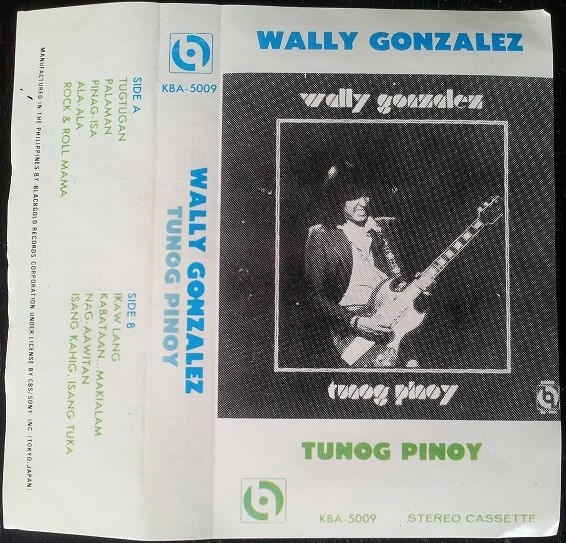 WALLY GONZALEZ
wally gonzalez
tunog pinoy
TUNOG PINOY
KBA-5009 STEREO CASSETTE
KBA-5009
WALLY GONZALEZ
TUNOG PINOY
SIDE A
TUGTUGAN
PALAMAN
PINAG-ISA
ALA-ALA
ROCK & ROLL MAMA
SIDE B
IKAW LANG
KABATAAN, MAKIALAM
NAG-AAWITAN
ISANG KAHIG, ISANG TUKA
MANUFACTURED IN THE PHILIPPINES BY BLACKGOLD RECORDS CORPORATION UNDER LICENSE BY CBS/SONY, INC. (TOKYO, JAPAN)